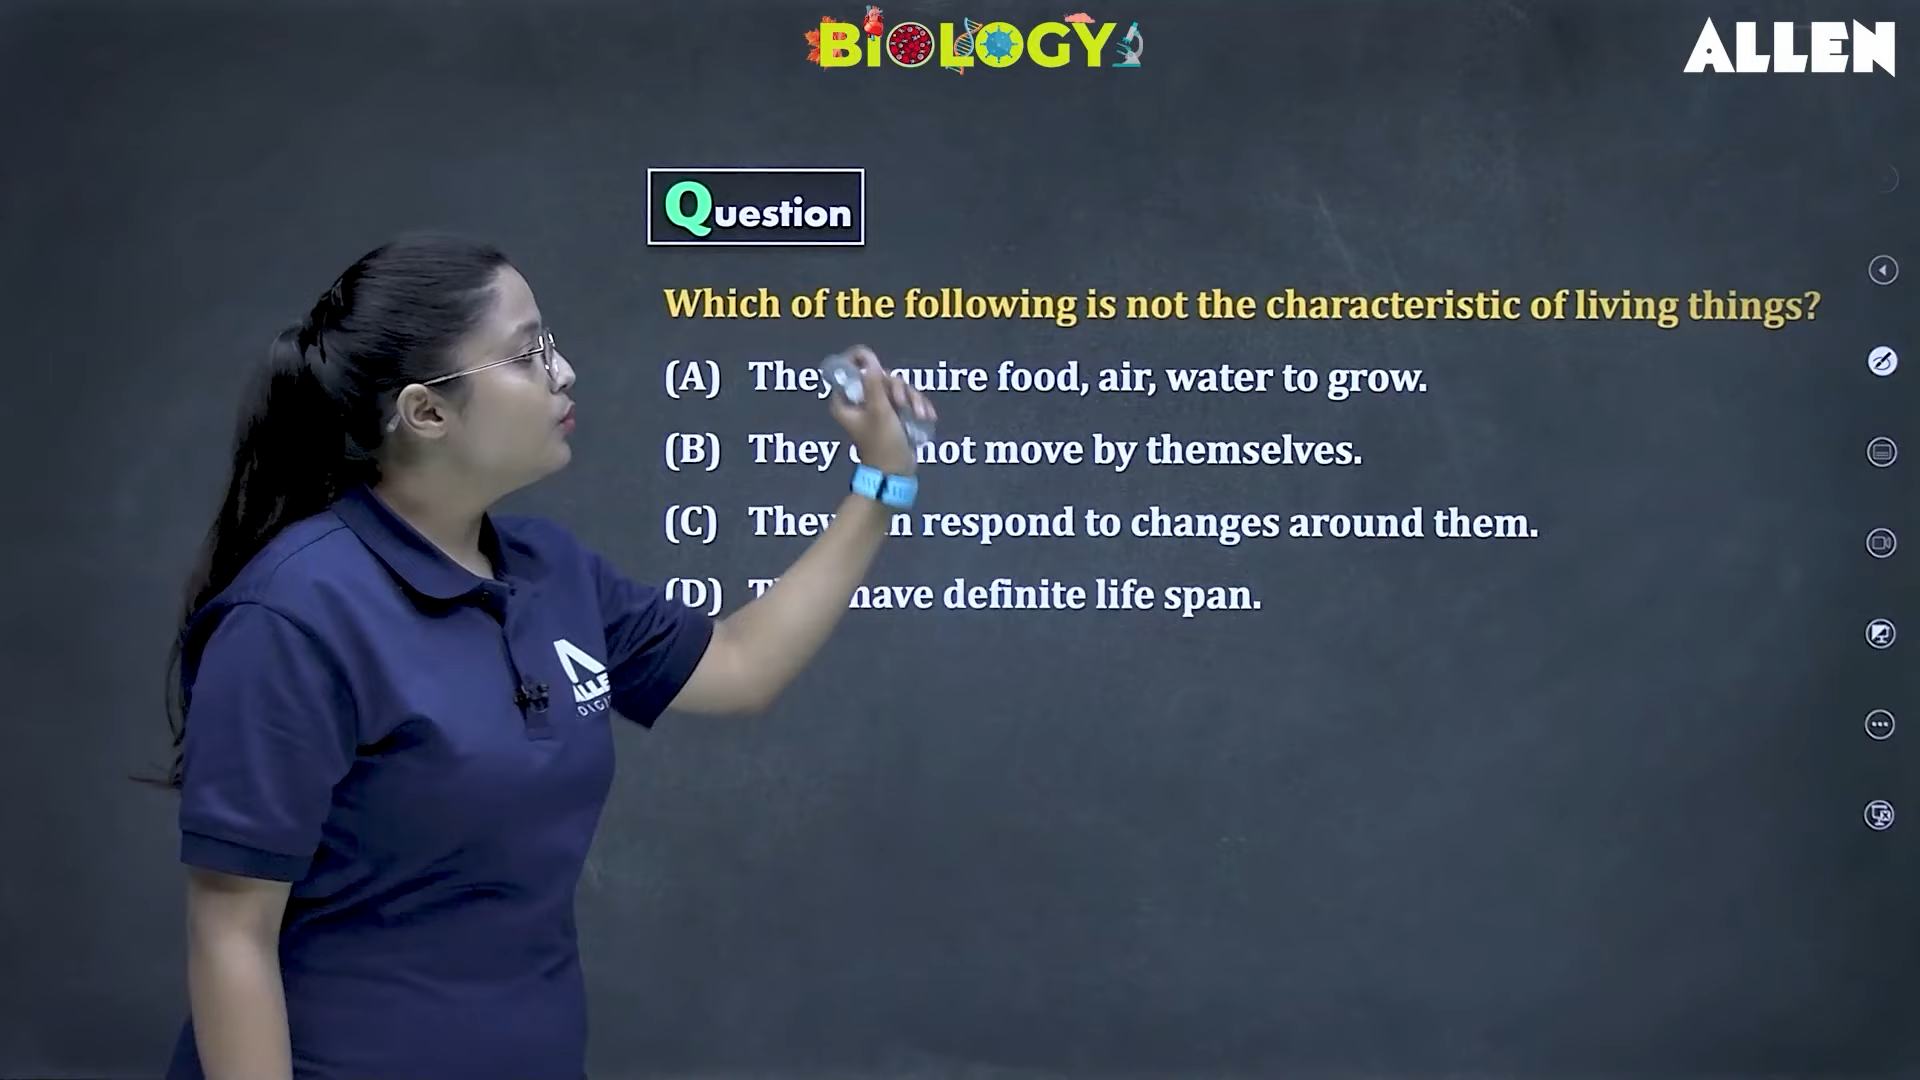 BIOLOGY
ALLEN
Question
Which of the following is not the characteristic of living things?
(A) They quire food, air, water to grow.
(B) They not move by themselves.
(C) They respond to changes around them.
(D) have definite life span.
ALLE